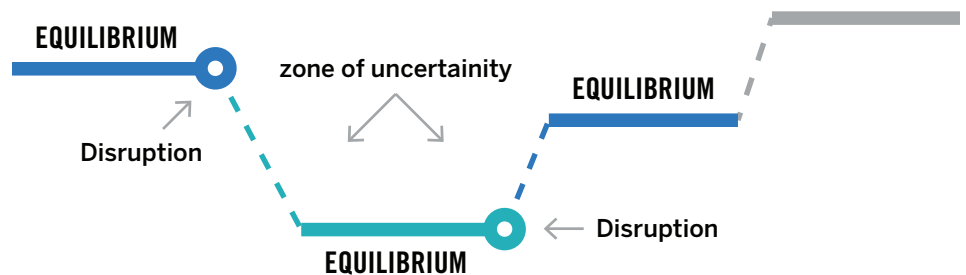 EQUILIBRIUM
zone of uncertainity
EQUILIBRIUM
Disruption
Disruption
EQUILIBRIUM